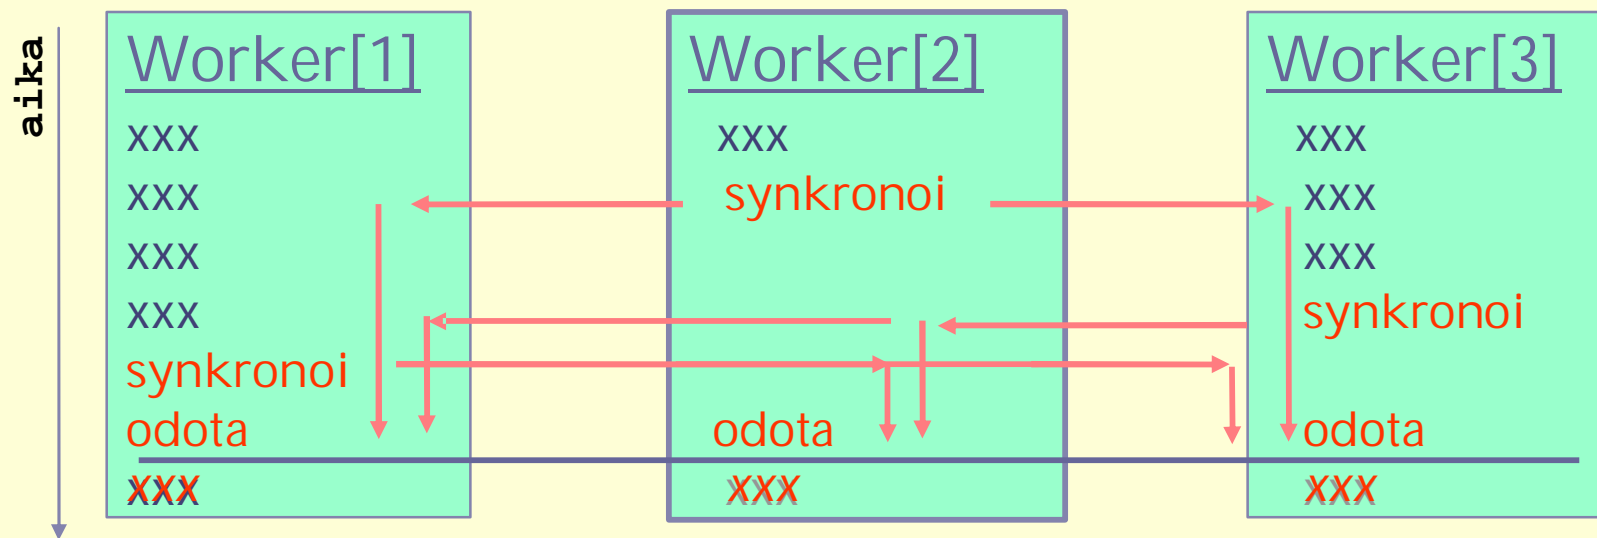 aika
Worker[1]
xxx
xxx
xxx
xxx
synkronoi
odota
xxx
Worker[2]
xxx
synkronoi
odota
xxx
Worker[3]
xxx
xxx
xxx
synkronoi
odota
xxx